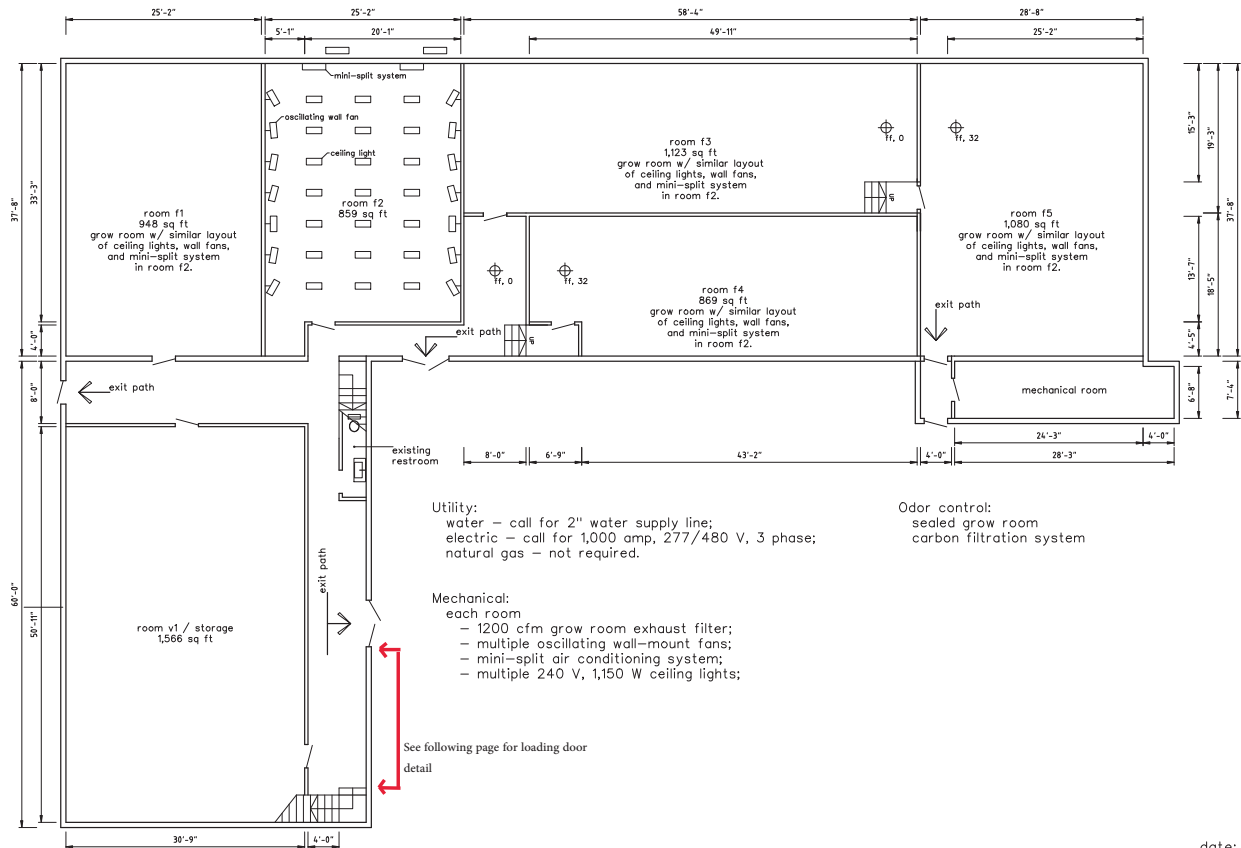 25'-2"
25'-2"
58'-4"
28'-8"
5'-1"
20'-1"
49'-11"
25'-2"
mini-split system
oscillating wall fan
ceiling light
room f1
948 sq ft
grow room w/ similar layout
of ceiling lights, wall fans,
and mini-split system
in room f2.
room f2
859 sq ft
room f3
1,123 sq ft
grow room w/ similar layout
of ceiling lights, wall fans,
and mini-split system
in room f2.
ff, 0
ff, 32
UP
room f5
1,080 sq ft
grow room w/ similar layout
of ceiling lights, wall fans,
and mini-split system
in room f2.
ff, 0
ff, 32
room f4
869 sq ft
grow room w/ similar layout
of ceiling lights, wall fans,
and mini-split system
in room f2.
UP
exit path
exit path
exit path
mechanical room
37'-8"
33'-3"
4'-0"
8'-0"
60'-0"
50'-11"
15'-3"
19'-3"
37'-8"
13'-7"
18'-5"
4'-5"
6'-8"
7'-4"
existing
restroom
8'-0"
6'-9"
43'-2"
4'-0"
24'-3"
4'-0"
28'-3"
Utility:
water – call for 2" water supply line;
electric – call for 1,000 amp, 277/480 V, 3 phase;
natural gas – not required.
Odor control:
sealed grow room
carbon filtration system
Mechanical:
each room
– 1200 cfm grow room exhaust filter;
– multiple oscillating wall-mount fans;
– mini-split air conditioning system;
– multiple 240 V, 1,150 W ceiling lights;
exit path
room v1 / storage
1,566 sq ft
See following page for loading door
detail
30'-9"
4'-0"
date: